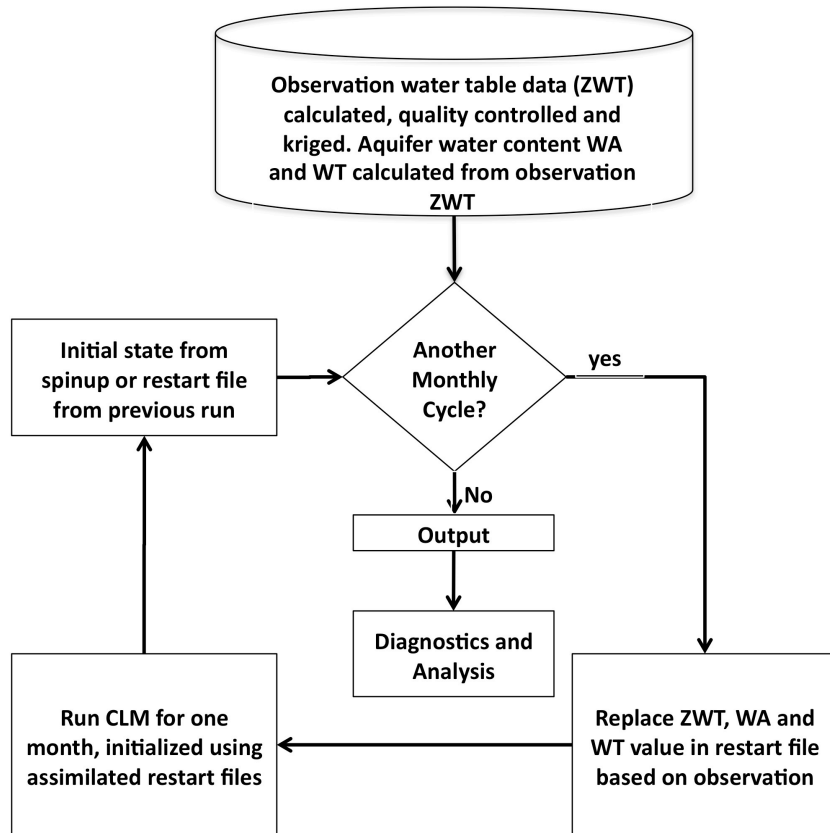 Observation water table data (ZWT)
calculated, quality controlled and
kriged. Aquifer water content WA
and WT calculated from observation
ZWT
Initial state from
spinup or restart file
from previous run
Another
Monthly
Cycle?
yes
No
Output
Diagnostics and
Analysis
Run CLM for one
month, initialized using
assimilated restart files
Replace ZWT, WA and
WT value in restart file
based on observation